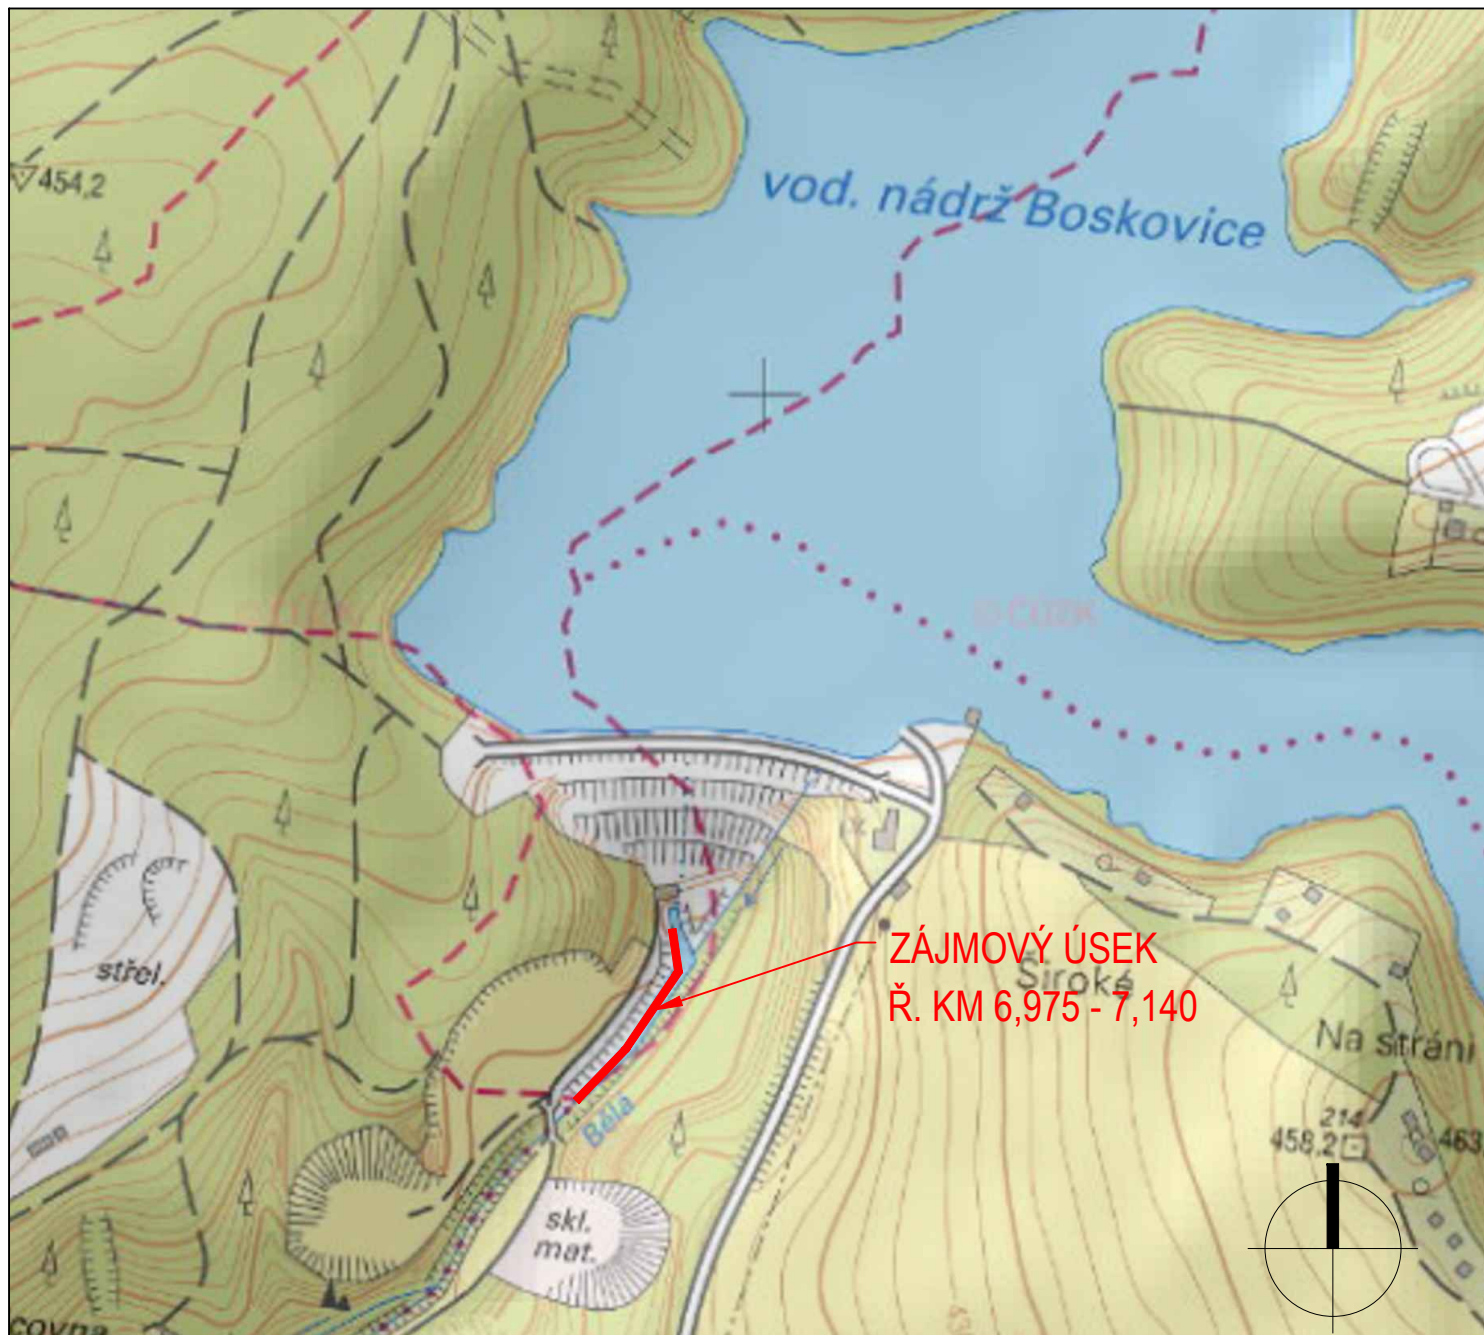 454,2
vod. nádrž Boskovice
© ČÚZK
střel.
ZÁJMOVÝ ÚSEK
Široké
Ř. KM 6,975 - 7,140
Na stráni
Bělá
214
458,2
463,
skl.
mat.
covna